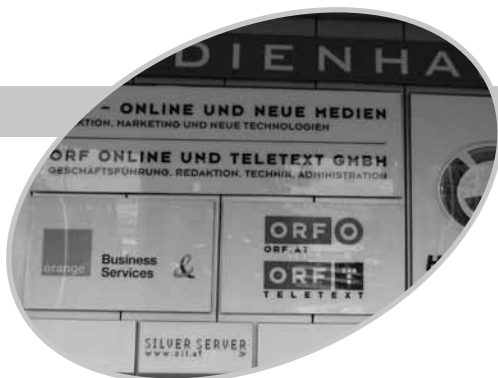 DIENHA
– ONLINE UND NEUE MEDIEN
KTION, MARKETING UND NEUE TECHNOLOGIEN
ORF ONLINE UND TELETEXT GMBH
GESCHÄFTSFÜHRUNG, REDAKTION, TECHNIK, ADMINISTRATION
orange
Business
Services
&
ORF O
ORF.AT
ORF T
TELETEXT
SILVER SERVER
www.sil.at